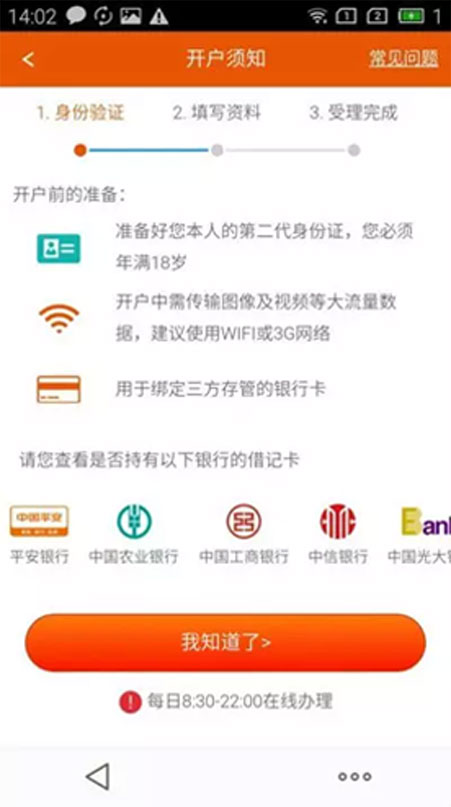 14:02
1
2
1
开户须知
常见问题
1. 身份验证
2. 填写资料
3. 受理完成
开户前的准备：
准备好您本人的第二代身份证，您必须
年满18岁
开户中需传输图像及视频等大流量数
据，建议使用WIFI或3G网络
用于绑定三方存管的银行卡
请您查看是否持有以下银行的借记卡
中国平安
Bank
平安银行
中国农业银行
中国工商银行
中信银行
中国光大银
我知道了>
每日8:30-22:00在线办理